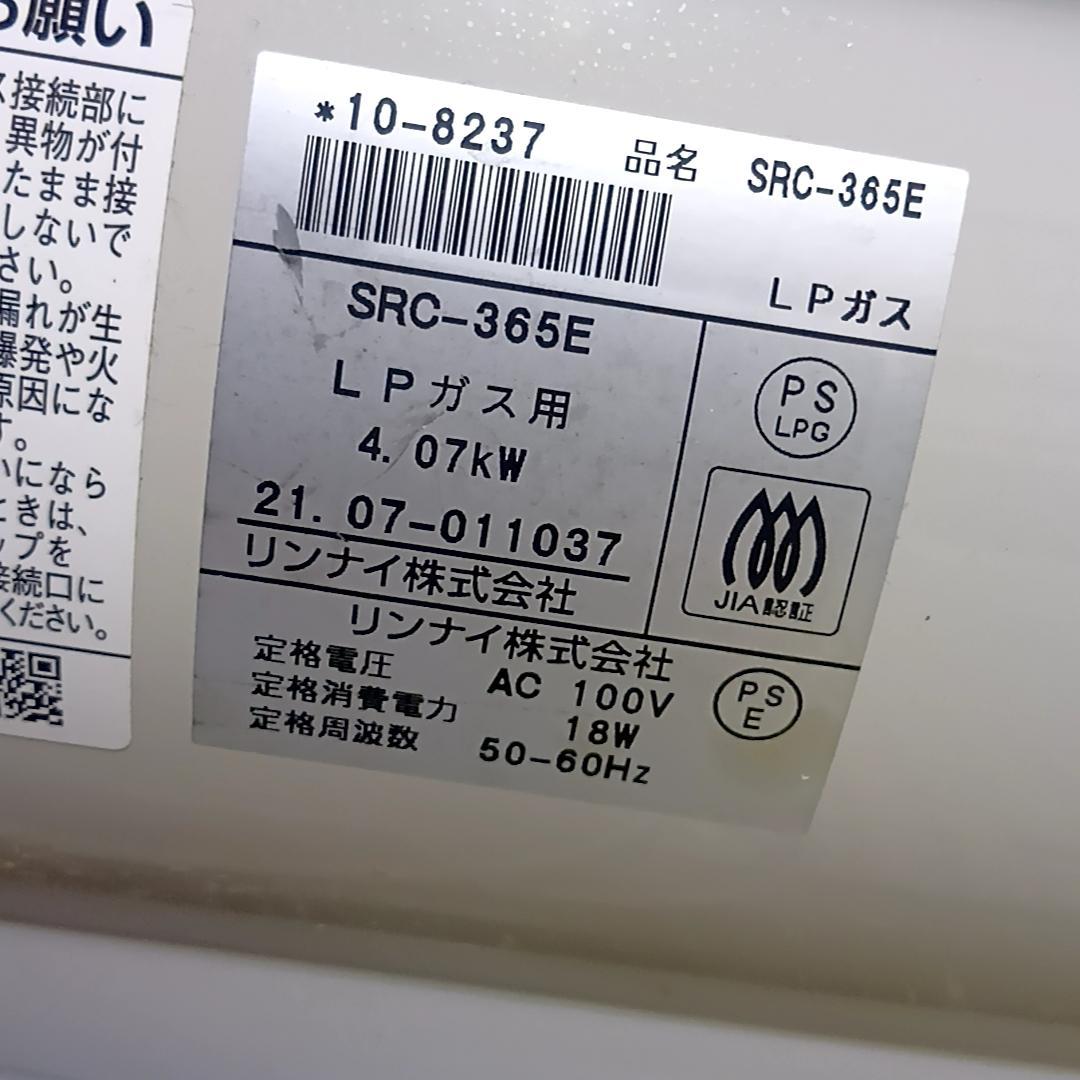 お願い
ス接続部に
異物が付
たまま接
しないで
さい。
漏れが生
爆発や火
原因にな
す。
いになら
ときは、
ップを
接続口に
ください。
*10-8237
品名 SRC-365E
LPガス
SRC-365E
LPガス用
4.07kW
21.07-011037
リンナイ株式会社
PS
LPG
JIA認証
リンナイ株式会社
定格電圧 AC 100V
定格消費電力 18W
定格周波数 50-60Hz
PS
E